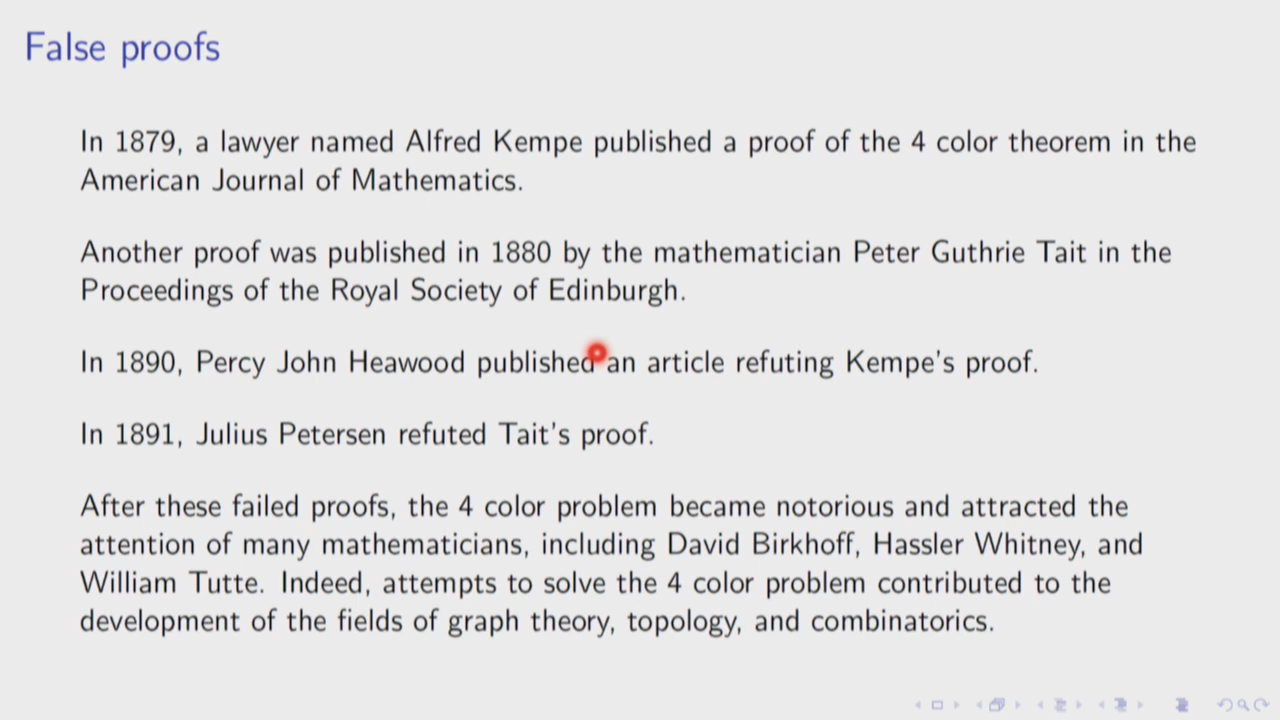 False proofs
In 1879, a lawyer named Alfred Kempe published a proof of the 4 color theorem in the
American Journal of Mathematics.
Another proof was published in 1880 by the mathematician Peter Guthrie Tait in the
Proceedings of the Royal Society of Edinburgh.
In 1890, Percy John Heawood published an article refuting Kempe's proof.
In 1891, Julius Petersen refuted Tait's proof.
After these failed proofs, the 4 color problem became notorious and attracted the
attention of many mathematicians, including David Birkhoff, Hassler Whitney, and
William Tutte. Indeed, attempts to solve the 4 color problem contributed to the
development of the fields of graph theory, topology, and combinatorics.